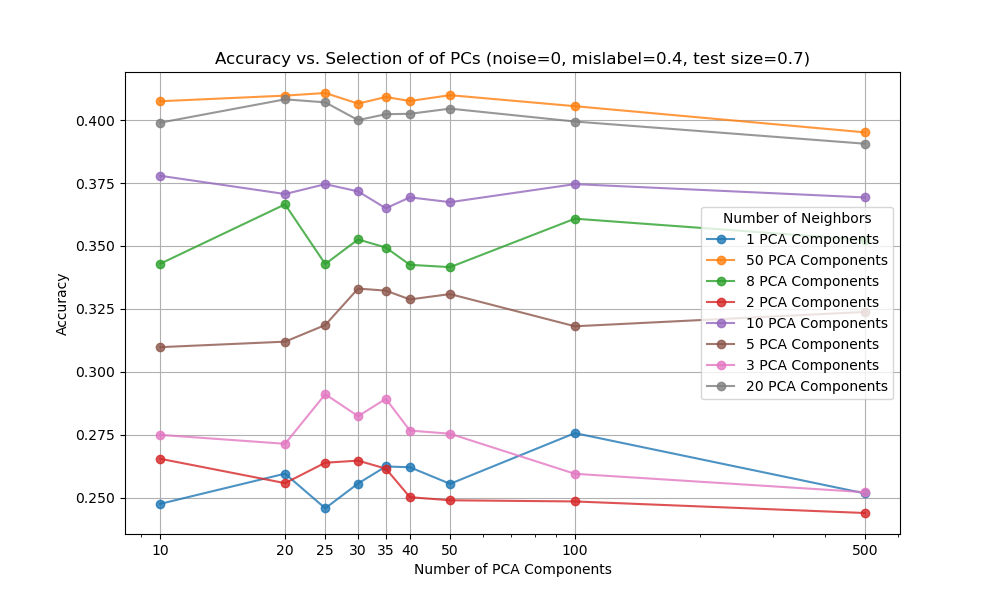 Accuracy vs. Selection of of PCs (noise=0, mislabel=0.4, test size=0.7)
Accuracy
0.400
0.375
0.350
0.325
0.300
0.275
0.250
Number of Neighbors
1 PCA Components
50 PCA Components
8 PCA Components
2 PCA Components
10 PCA Components
5 PCA Components
3 PCA Components
20 PCA Components
10 20 25 30 35 40 50 100 500
Number of PCA Components